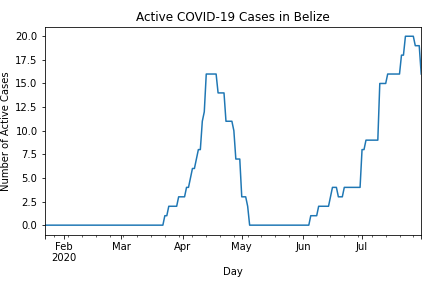 Active COVID-19 Cases in Belize
Number of Active Cases
20.0
17.5
15.0
12.5
10.0
7.5
5.0
2.5
0.0
Feb Mar Apr May Jun Jul
2020
Day